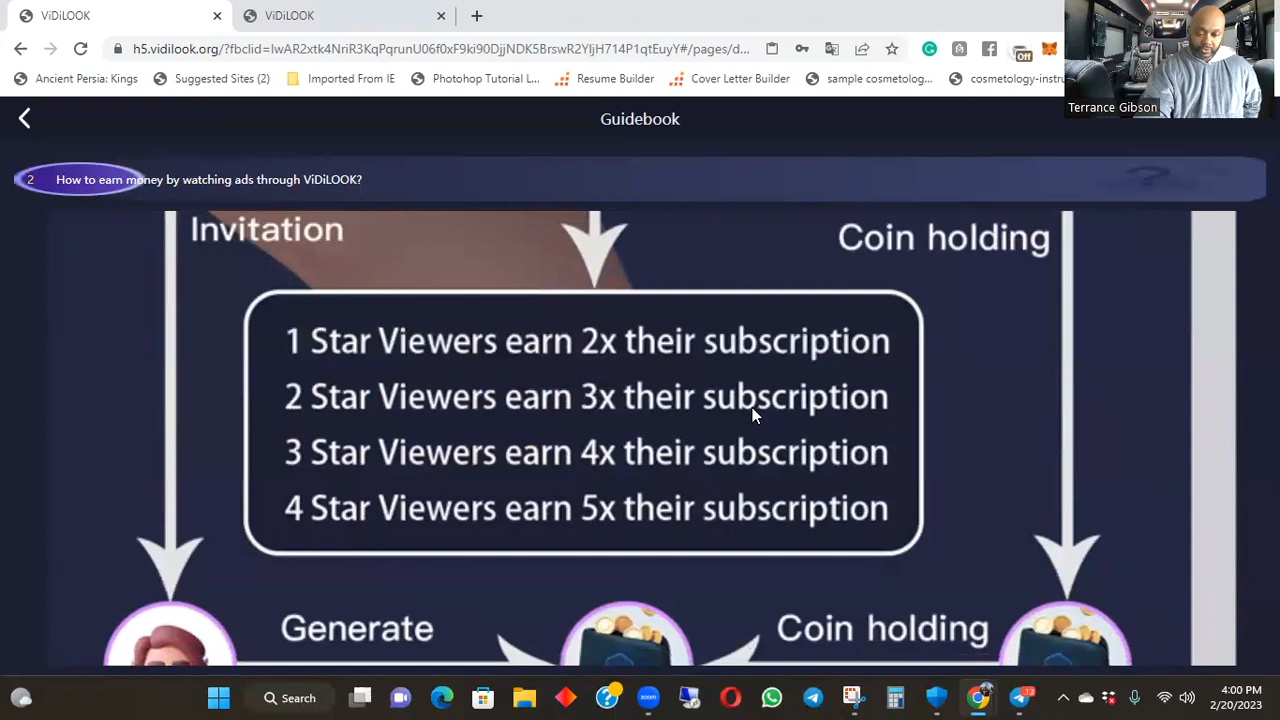 ViDiLOOK
ViDiLOOK
h5.vidilook.org/?fbclid=IwAR2xtk4NriR3KqPqrunU06f0xF9ki90DjjNDK5BrswR2YIjH714P1qtEuyY#/pages/d...
Off
Ancient Persia: Kings
Suggested Sites (2)
Imported From IE
Photohop Tutorial L...
Resume Builder
Cover Letter Builder
sample cosmetolog...
cosmetology-instru
Terrance Gibson
Guidebook
2 How to earn money by watching ads through ViDiLOOK?
Invitation
Coin holding
1 Star Viewers earn 2x their subscription
2 Star Viewers earn 3x their subscription
3 Star Viewers earn 4x their subscription
4 Star Viewers earn 5x their subscription
Generate
Coin holding
Search
zoom
13
4:00 PM
2/20/2023